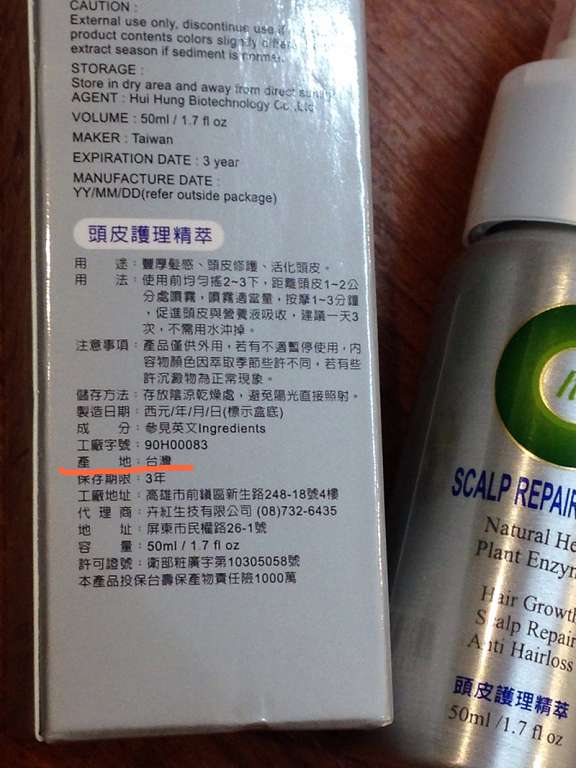 CAUTION :
External use only, discontinue use if
product contents colors slightly differe
extract season if sediment is normal.
STORAGE :
Store in dry area and away from direct sunlig
AGENT : Hui Hung Biotechnology Co.,Ltd
VOLUME : 50ml / 1.7 fl oz
MAKER : Taiwan
EXPIRATION DATE : 3 year
MANUFACTURE DATE :
YY/MM/DD(refer outside package)
頭皮護理精萃
用 途：豐厚髮感、頭皮修護、活化頭皮。
用 法：使用前均勻搖2~3下，距離頭皮1~2公
分處噴霧，噴霧適當量，按摩1~3分鐘
，促進頭皮與營養液吸收，建議一天3
次，不需用水沖掉。
注意事項：產品僅供外用，若有不適暫停使用，內
容物顏色因萃取季節些許不同，若有些
許沉澱物為正常現象。
儲存方法：存放陰涼乾燥處，避免陽光直接照射。
製造日期：西元/年/月/日(標示盒底)
成 分：參見英文Ingredients
工廠字號：90H00083
產 地：台灣
保存期限：3年
工廠地址：高雄市前鎮區新生路248-18號4樓
代 理 商：卉紅生技有限公司 (08)732-6435
地 址：屏東市民權路26-1號
容 量：50ml / 1.7 fl oz
許可證號：衛部粧廣字第10305058號
本產品投保台壽保產物責任險1000萬
SCALP REPAIR
Natural He
Plant Enzym
Hair Growth
Scalp Repair
Anti Hairloss
頭皮護理精萃
50ml /1.7 fl oz